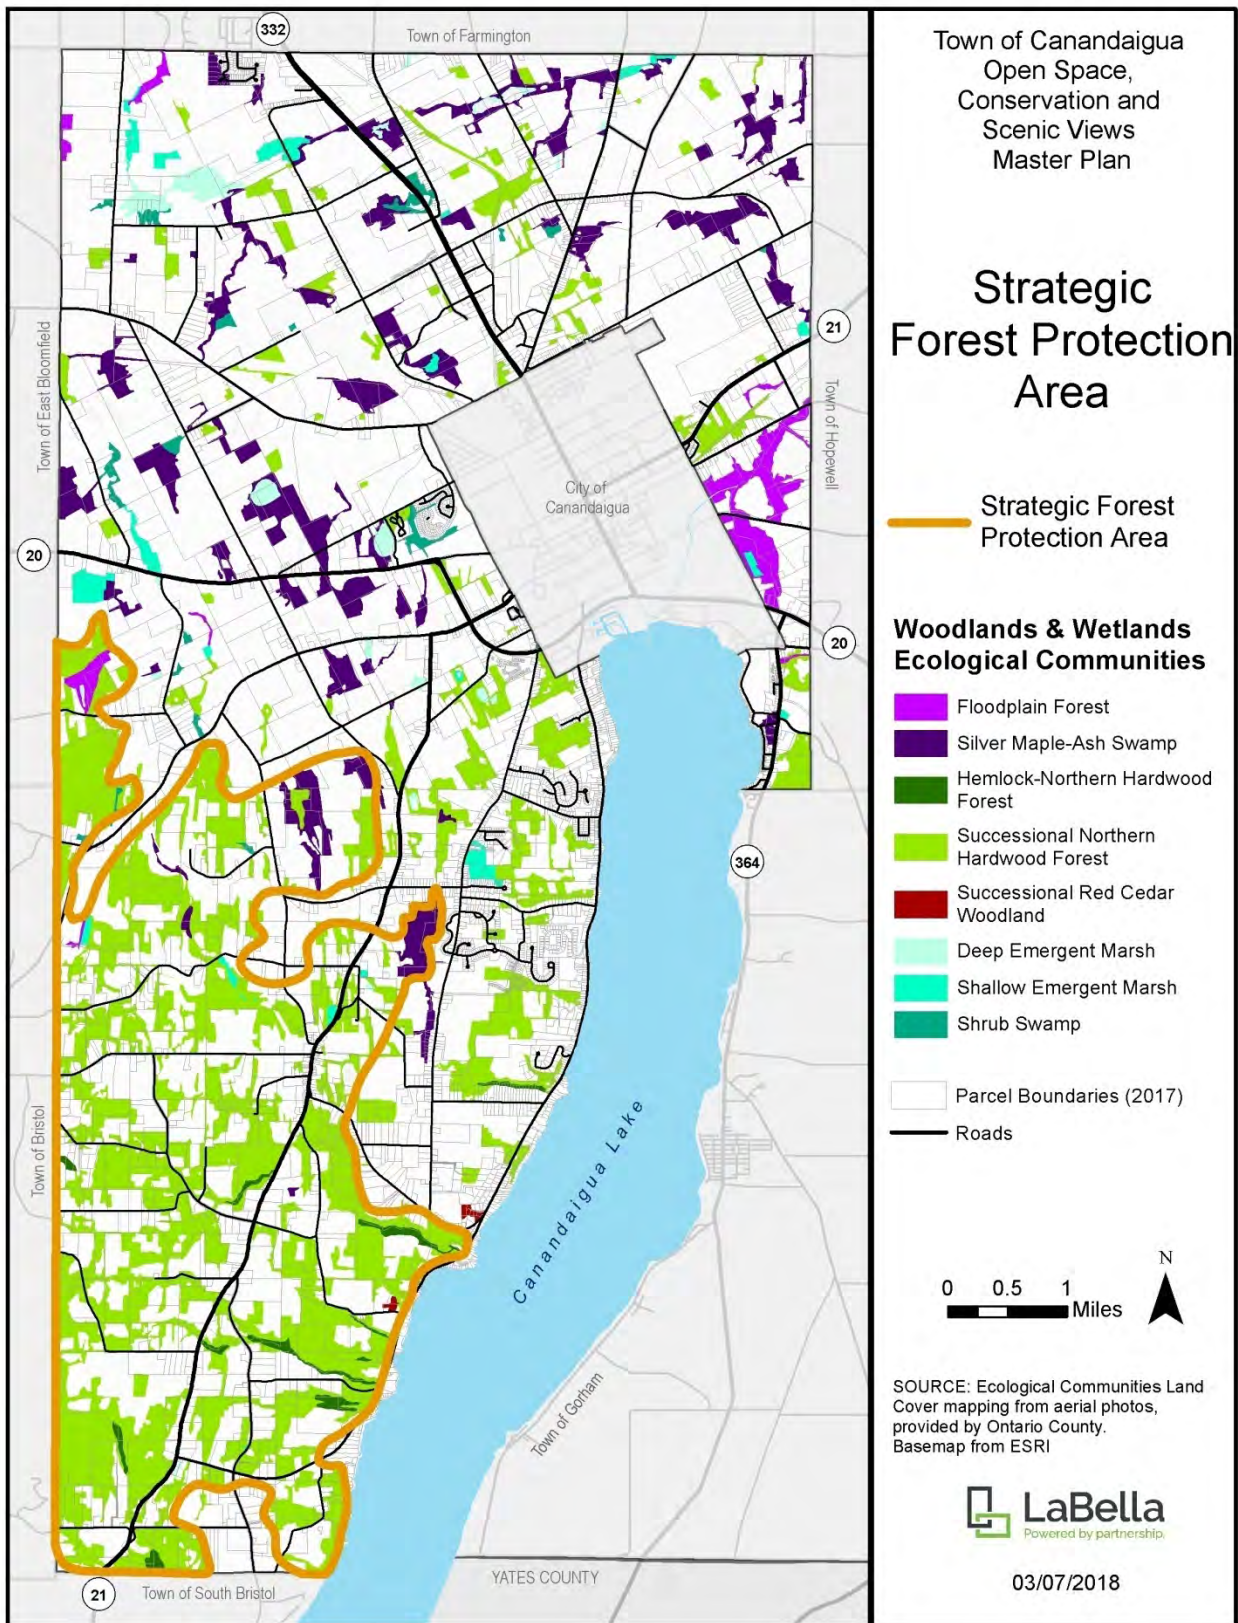 332
Town of Farmington
Town of East Bloomfield
21
Town of Hopewell
City of
Canandaigua
20
20
364
Town of Bristol
Canandaigua Lake
Town of Gorham
YATES COUNTY
21
Town of South Bristol
Town of Canandaigua
Open Space,
Conservation and
Scenic Views
Master Plan
Strategic
Forest Protection
Area
Strategic Forest
Protection Area
Woodlands & Wetlands
Ecological Communities
Floodplain Forest
Silver Maple-Ash Swamp
Hemlock-Northern Hardwood
Forest
Successional Northern
Hardwood Forest
Successional Red Cedar
Woodland
Deep Emergent Marsh
Shallow Emergent Marsh
Shrub Swamp
Parcel Boundaries (2017)
Roads
N
0 0.5 1
Miles
SOURCE: Ecological Communities Land
Cover mapping from aerial photos,
provided by Ontario County.
Basemap from ESRI
LaBella
Powered by partnership.
03/07/2018